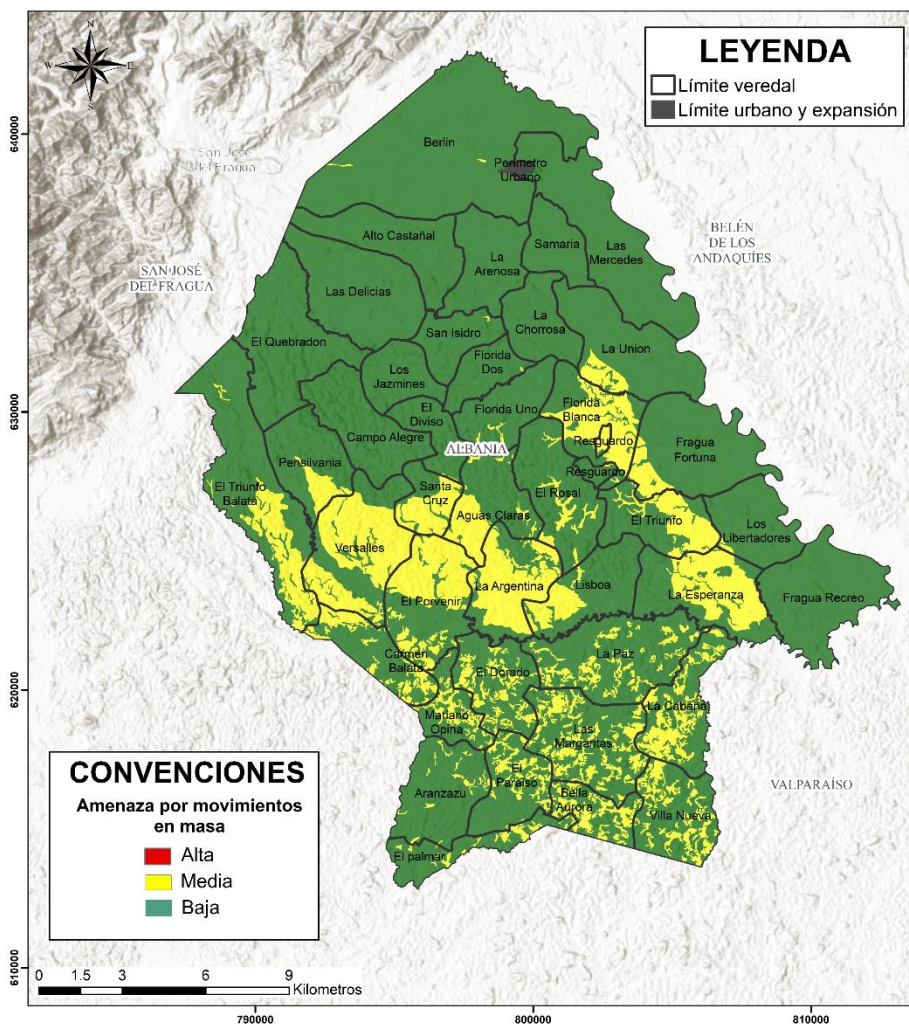 N
W
E
S
LEYENDA
Límite veredal
Límite urbano y expansión
640000
630000
620000
610000
San José
del Fragua
SAN JOSÉ
DEL FRAGUA
BELÉN
DE LOS
ANDAQUÍES
VALPARAÍSO
Berlin
Perimetro
Urbano
Alto Castañal
La
Arenosa
Samaria
Las
Mercedes
Las Delicias
El Quebradon
San Isidro
La
Chorrosa
La Union
Los
Jazmines
Florida
Dos
El
Diviso
Florida Uno
Florida
Blanca
Campo Alegre
ALBANIA
Resguardo
Fragua
Fortuna
Pensilvania
Resguardo
El Triunfo
Balata
Santa
Cruz
El Rosal
Aguas Claras
El Triunfo
Los
Libertadores
Versalles
La Argentina
Lisboa
La Esperanza
Fragua Recreo
El Porvenir
Carmen
Balata
El Dorado
La Paz
La Cabaña
Mariano
Opina
Las
Margaritas
El
Paraiso
Aranzazu
Bella
Aurora
Villa Nueva
El palmar
CONVENCIONES
Amenaza por movimientos
en masa
Alta
Media
Baja
0 1.5 3 6 9
Kilometros
790000 800000 810000